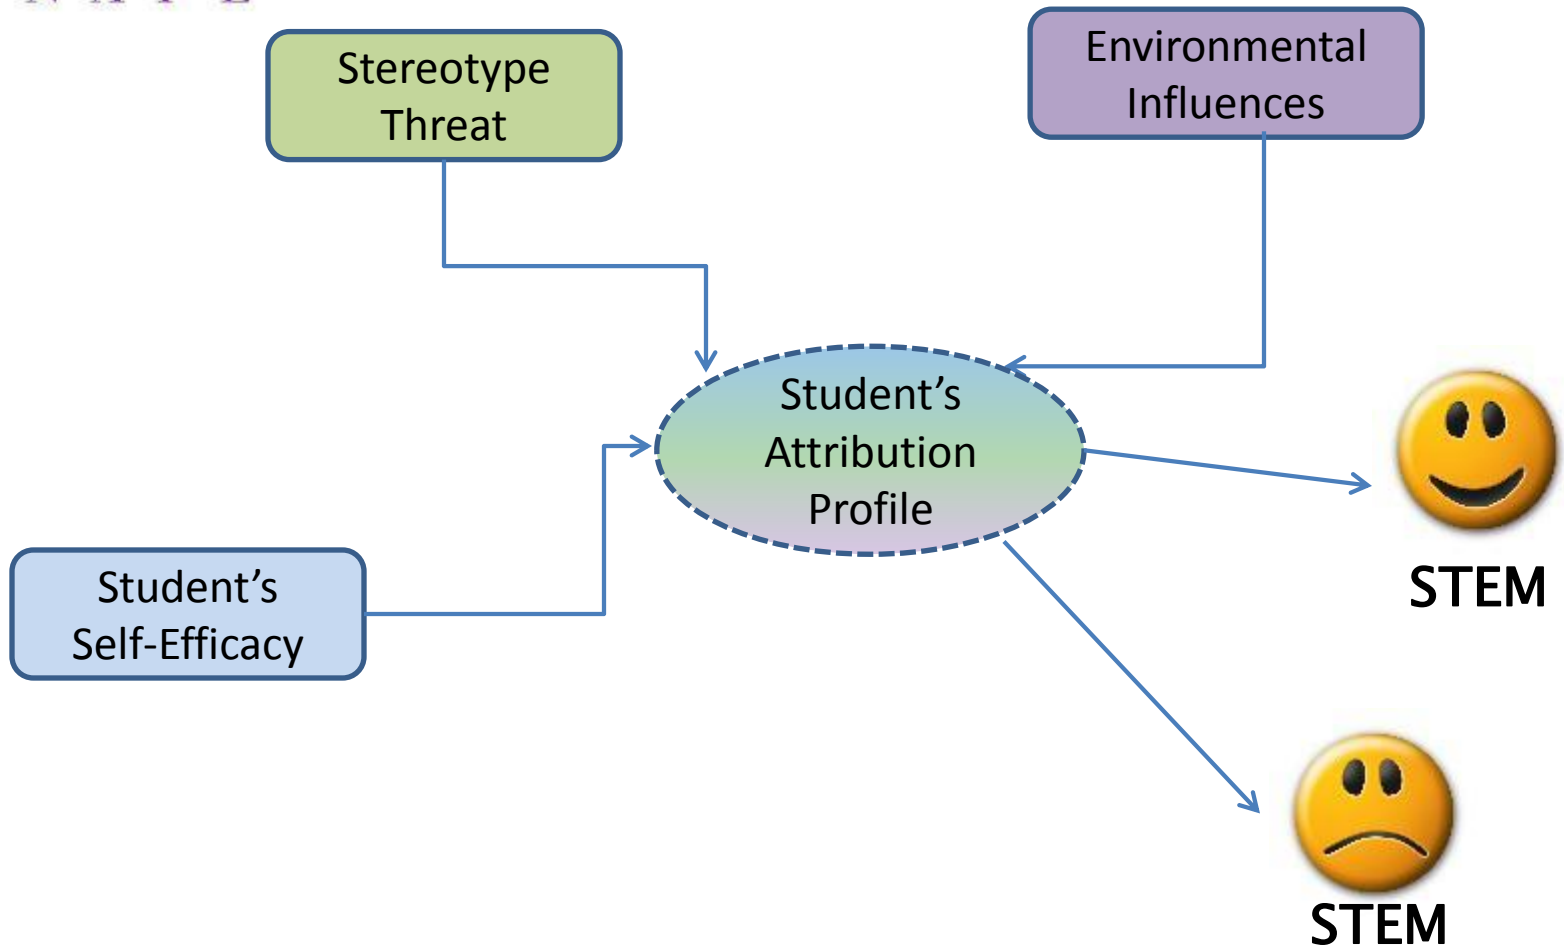 Stereotype
Threat
Environmental
Influences
Student’s
Attribution
Profile
Student’s
Self-Efficacy
STEM
STEM